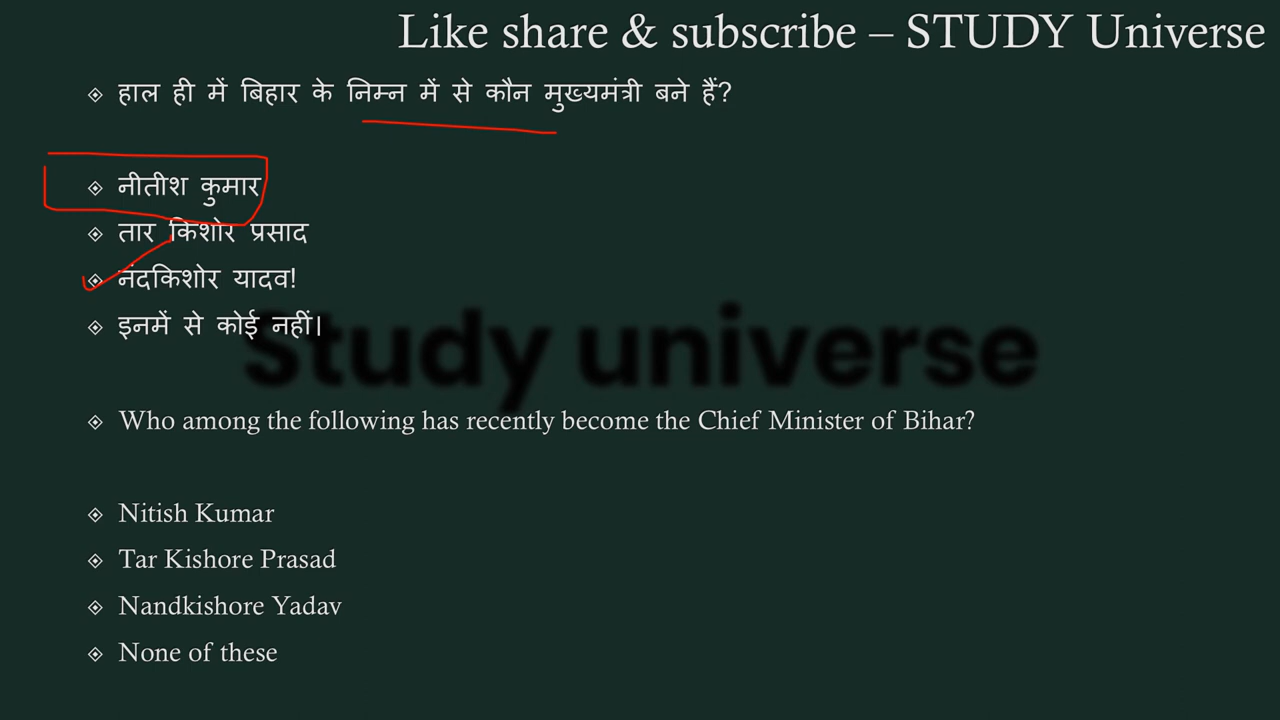 Like share & subscribe – STUDY Universe
हाल ही में बिहार के निम्न में से कौन मुख्यमंत्री बने हैं?
नीतीश कुमार
तार किशोर प्रसाद
नंदकिशोर यादव!
इनमें से कोई नहीं।
Study universe
Who among the following has recently become the Chief Minister of Bihar?
Nitish Kumar
Tar Kishore Prasad
Nandkishore Yadav
None of these